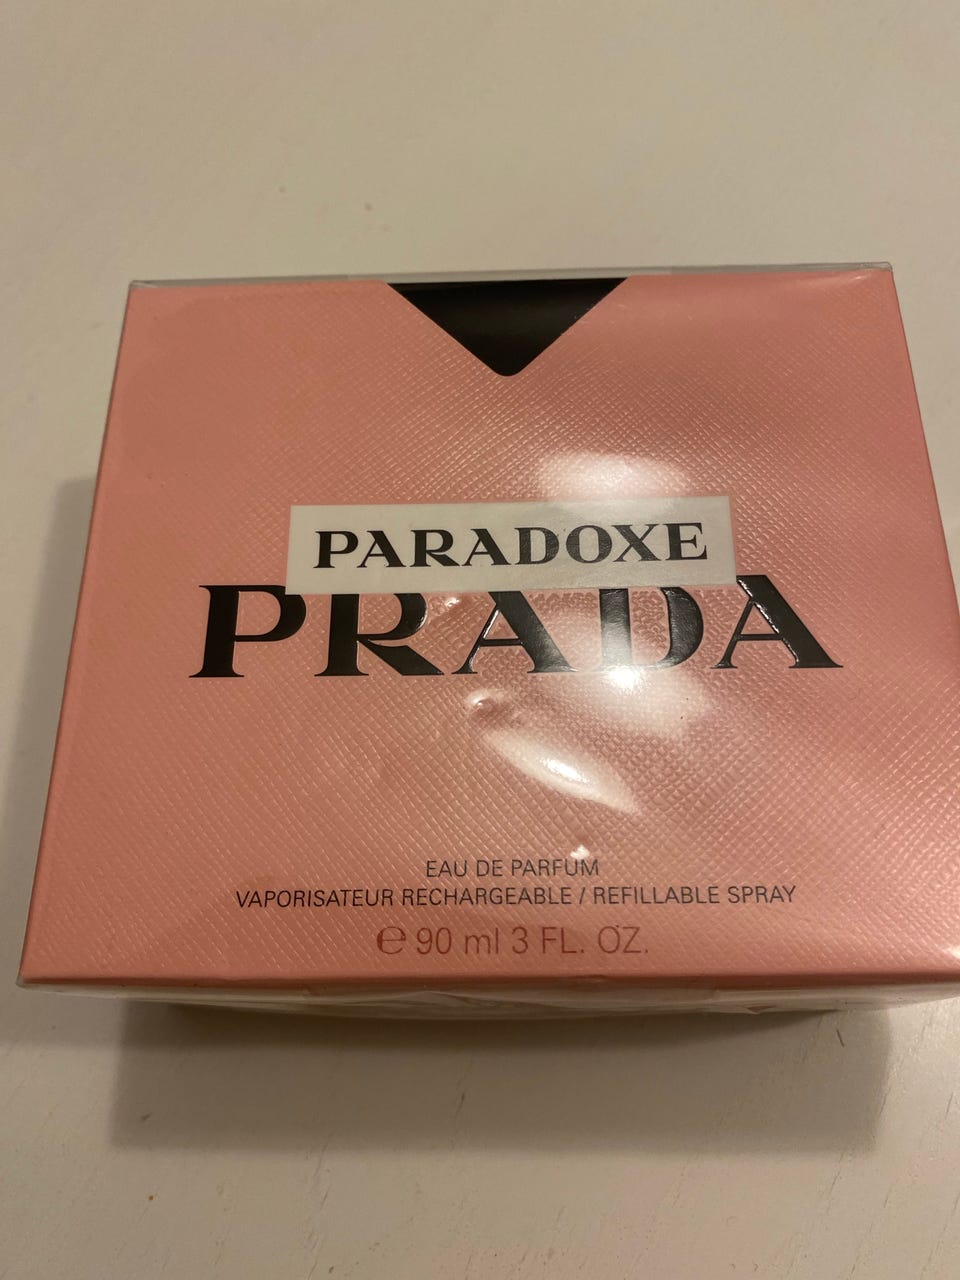 PARADOXE
PRADA
EAU DE PARFUM
VAPORISATEUR RECHARGEABLE / REFILLABLE SPRAY
℮ 90 ml 3 FL. OZ.